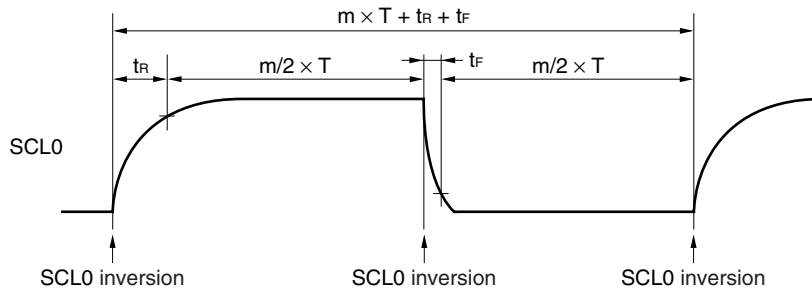 m × T + tR + tF
tR
m/2 × T
tF
m/2 × T
SCL0
SCL0 inversion
SCL0 inversion
SCL0 inversion